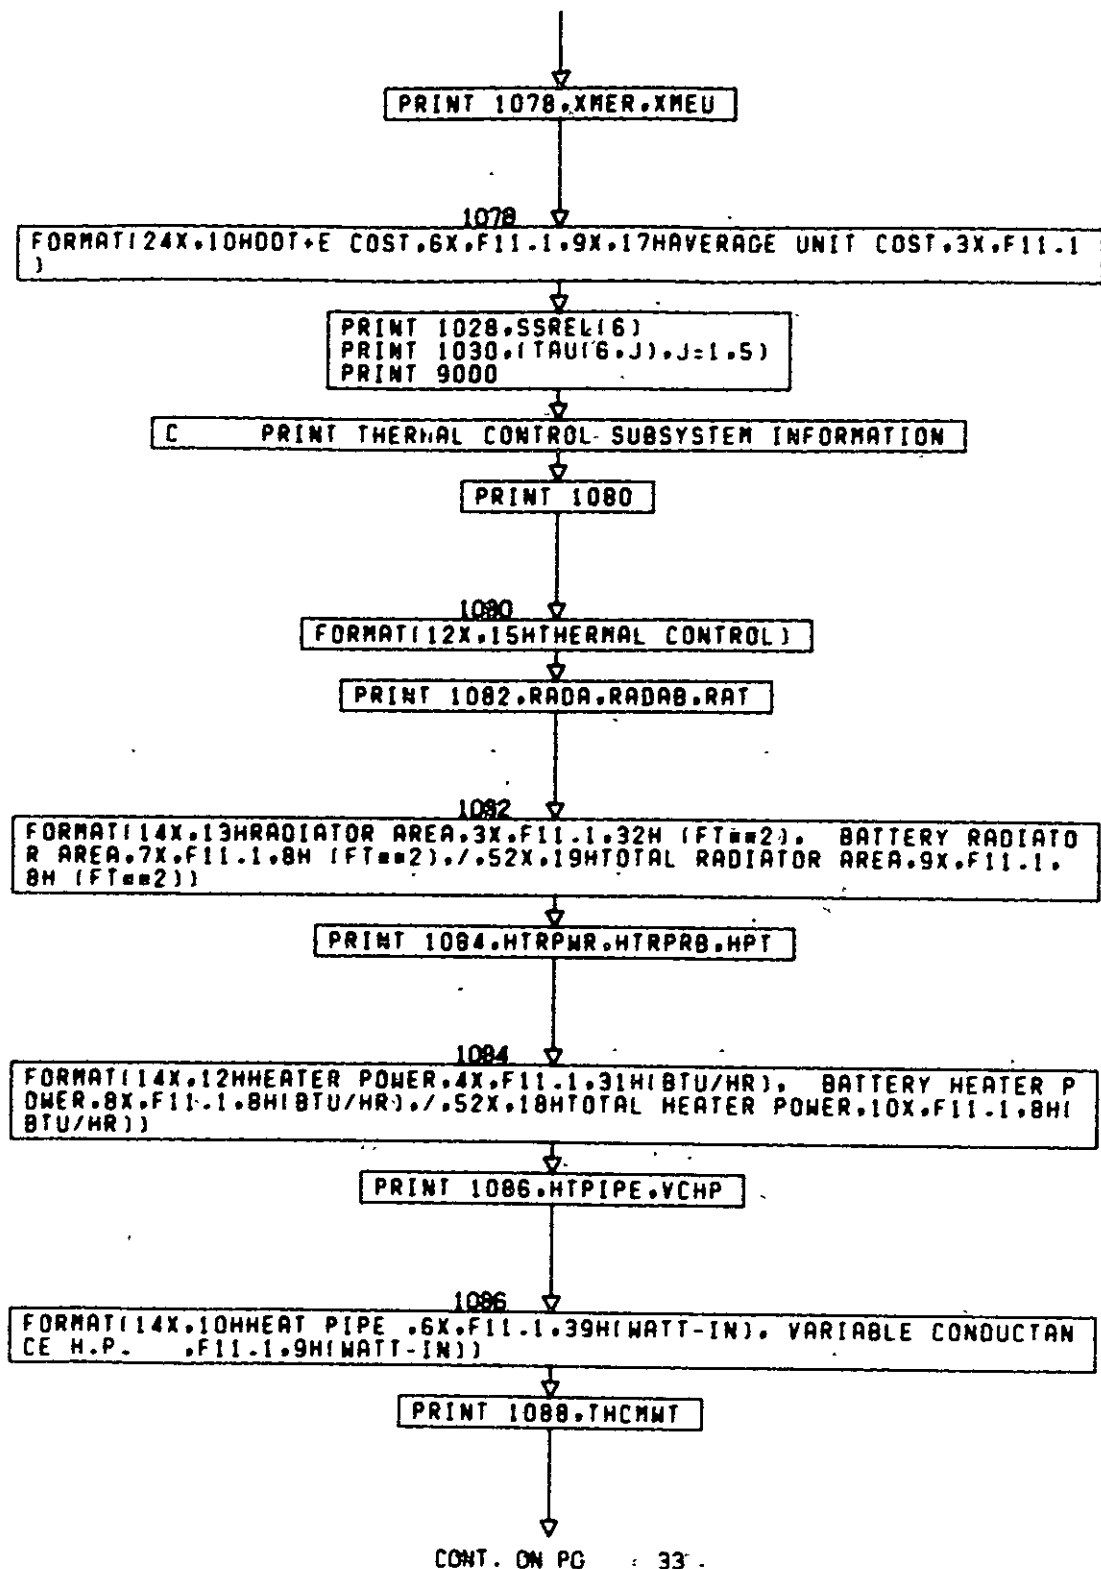 PRINT 1078,XMER,XMEU
1078
FORMAT(24X,10HDDT+E COST,6X,F11.1,9X,17HAVERAGE UNIT COST,3X,F11.1
)
PRINT 1028,SSREL(6)
PRINT 1030,(TAU(6,J),J=1,5)
PRINT 9000
C PRINT THERMAL CONTROL SUBSYSTEM INFORMATION
PRINT 1080
1080
FORMAT(12X,15HTHERMAL CONTROL)
PRINT 1082,RADA,RADAB,RAT
1082
FORMAT(14X,13HRADIATOR AREA,3X,F11.1,32H (FT**2), BATTERY RADIATO
R AREA,7X,F11.1,8H (FT**2),/,52X,19HTOTAL RADIATOR AREA,9X,F11.1,
8H (FT**2))
PRINT 1084,HTRPWR,HTRPRB,HPT
1084
FORMAT(14X,12HHEATER POWER,4X,F11.1,31H(BTU/HR), BATTERY HEATER P
OWER,8X,F11.1,8H(BTU/HR),/,52X,18HTOTAL HEATER POWER,10X,F11.1,8H(
BTU/HR))
PRINT 1086,HTPIPE,VCHP
1086
FORMAT(14X,10HHEAT PIPE ,6X,F11.1,39H(WATT-IN), VARIABLE CONDUCTAN
CE H.P. ,F11.1,9H(WATT-IN))
PRINT 1088,THCMWT
CONT. ON PG : 33 .